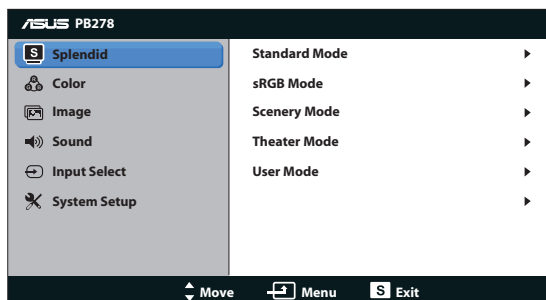 ASUS PB278
S Splendid
Color
Image
Sound
Input Select
System Setup
Standard Mode
sRGB Mode
Scenery Mode
Theater Mode
User Mode
Move Menu S Exit